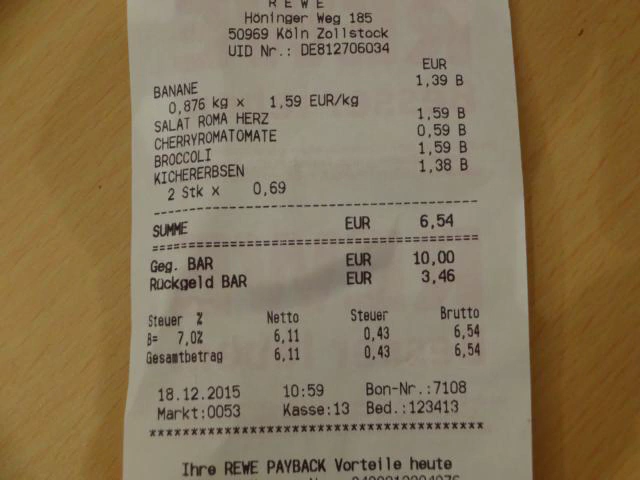 REWE
Höninger Weg 185
50969 Köln Zollstock
UID Nr.: DE812706034
EUR
BANANE 1,39 B
0,876 kg x 1,59 EUR/kg
SALAT ROMA HERZ 1,59 B
CHERRYROMATOMATE 0,59 B
BROCCOLI 1,59 B
KICHERERBSEN 1,38 B
2 Stk x 0,69
SUMME EUR 6,54
Geg. BAR EUR 10,00
Rückgeld BAR EUR 3,46
Steuer % Netto Steuer Brutto
B= 7,0% 6,11 0,43 6,54
Gesamtbetrag 6,11 0,43 6,54
18.12.2015 10:59 Bon-Nr.:7108
Markt:0053 Kasse:13 Bed.:123413
********************************************
Ihre REWE PAYBACK Vorteile heute